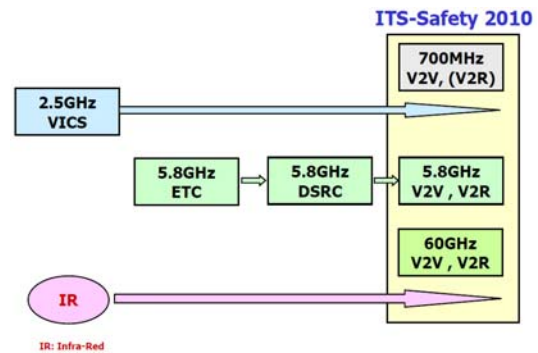 ITS-Safety 2010
700MHz
V2V, (V2R)
2.5GHz
VICS
5.8GHz
ETC
5.8GHz
DSRC
5.8GHz
V2V , V2R
60GHz
V2V , V2R
IR
IR: Infra-Red